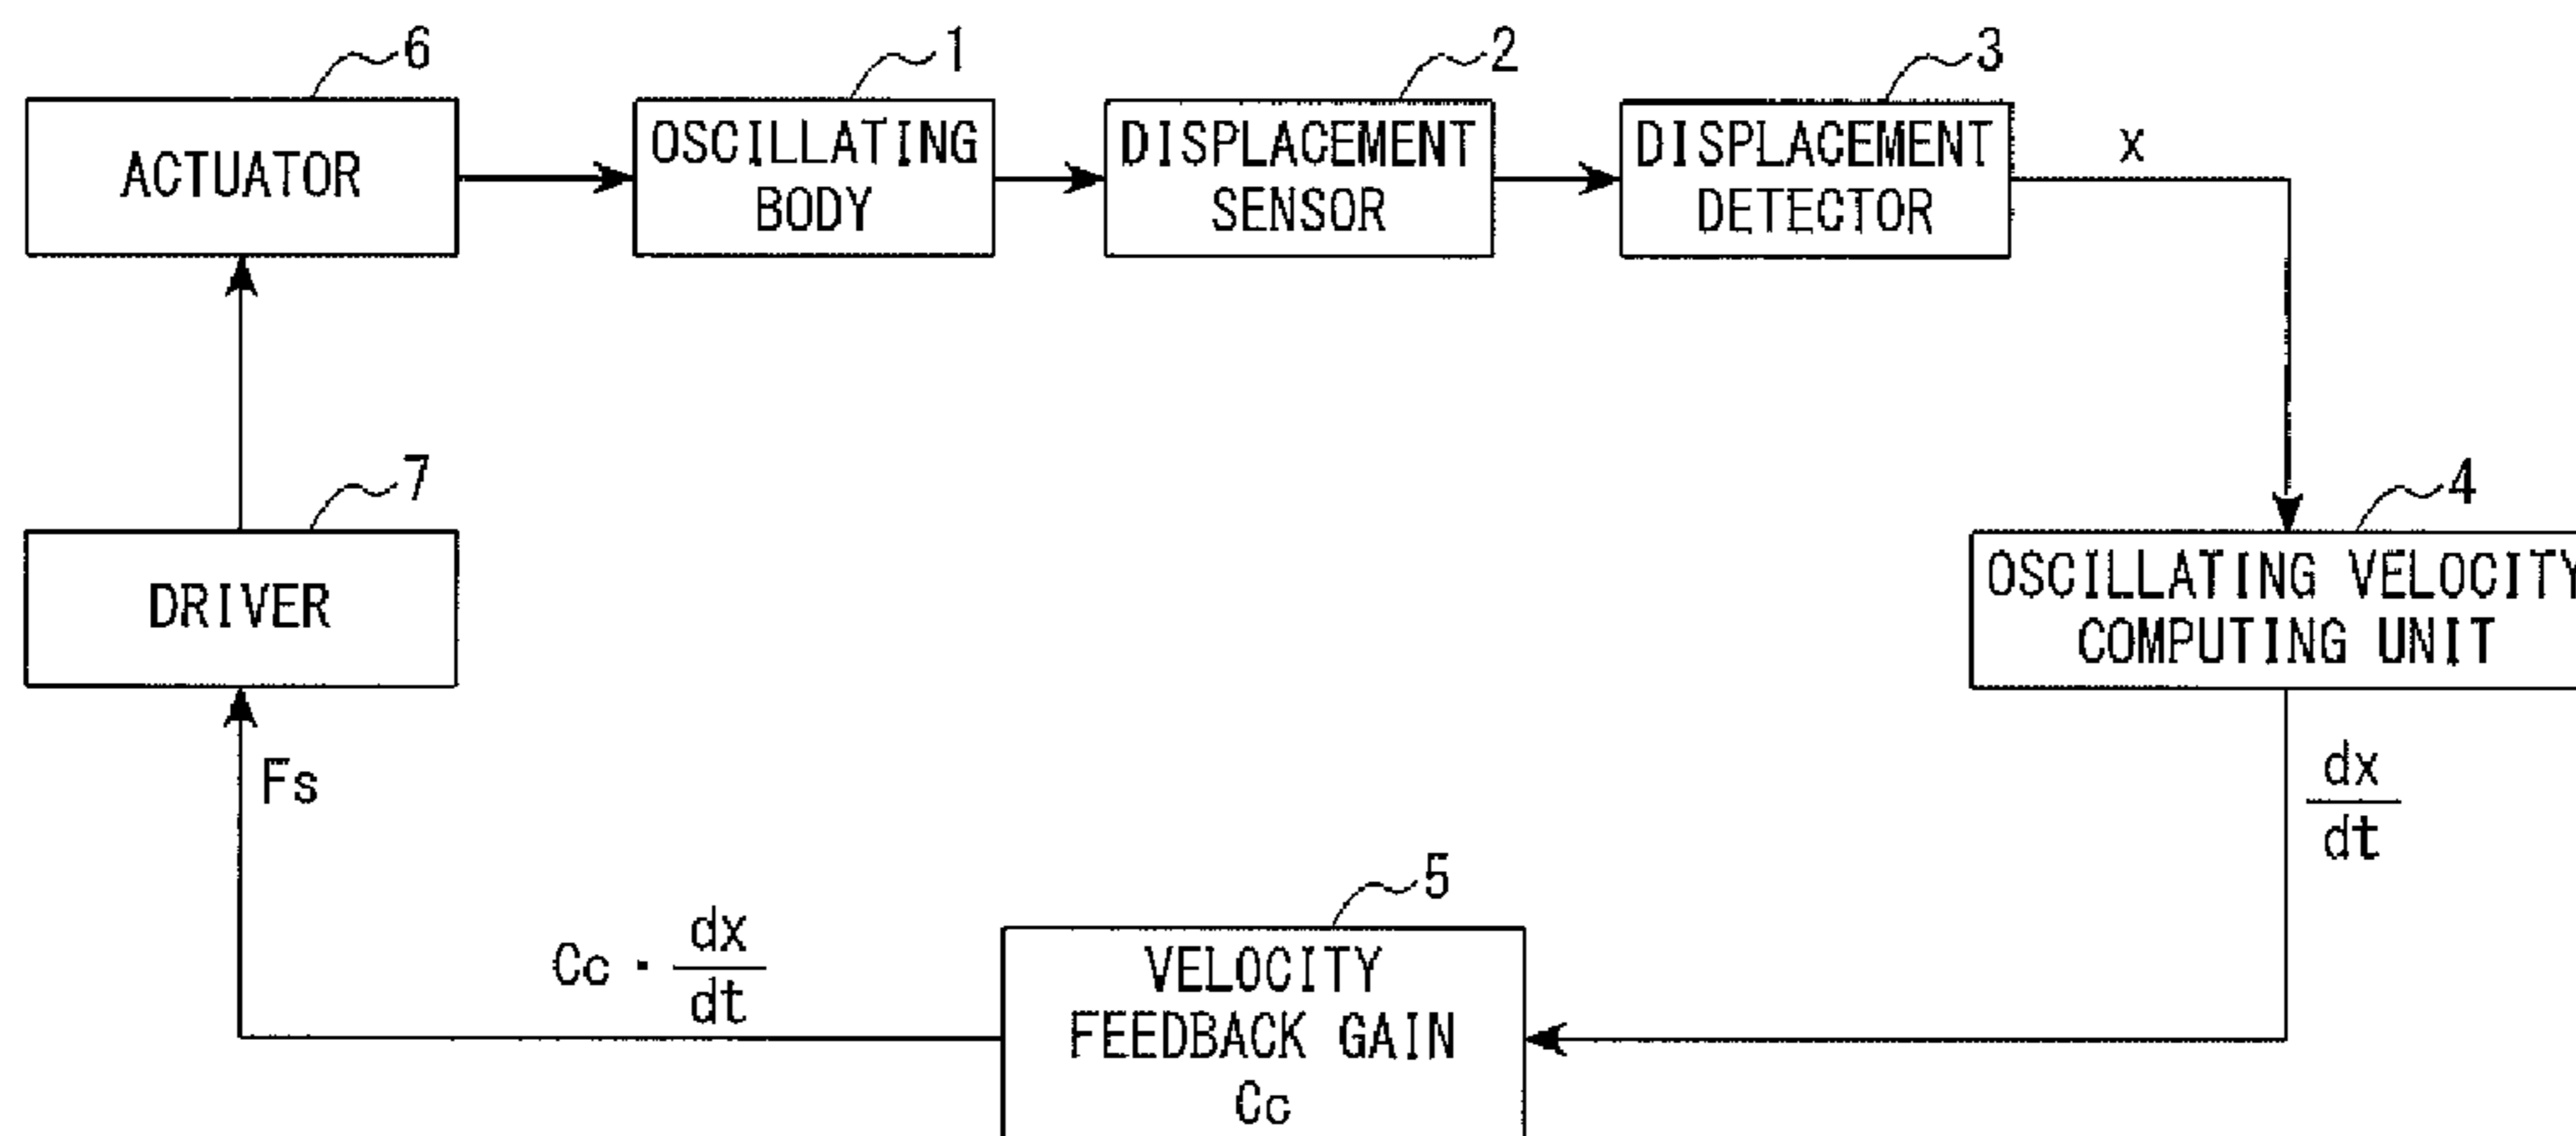 6
1
2
3
ACTUATOR
OSCILLATING
BODY
DISPLACEMENT
SENSOR
DISPLACEMENT
DETECTOR
x
7
4
DRIVER
OSCILLATING VELOCITY
COMPUTING UNIT
Fs
dx
dt
5
Cc · dx
dt
VELOCITY
FEEDBACK GAIN
Cc